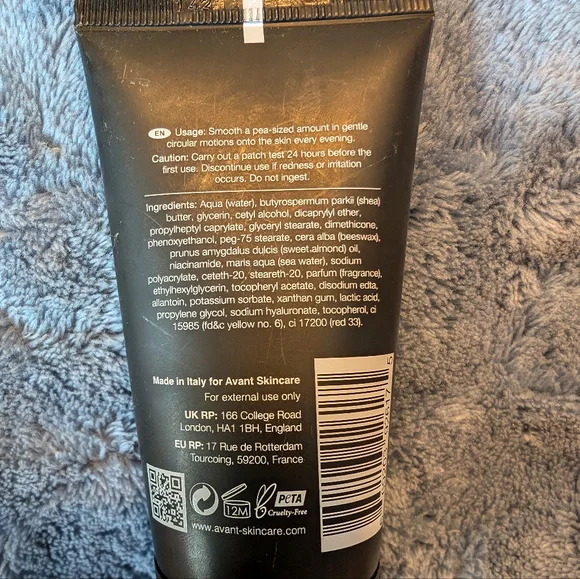 EN Usage: Smooth a pea-sized amount in gentle
circular motions onto the skin every evening.
Caution: Carry out a patch test 24 hours before the
first use. Discontinue use if redness or irritation
occurs. Do not ingest.
Ingredients: Aqua (water), butyrospermum parkii (shea)
butter, glycerin, cetyl alcohol, dicaprylyl ether,
propylheptyl caprylate, glyceryl stearate, dimethicone,
phenoxyethanol, peg-75 stearate, cera alba (beeswax),
prunus amygdalus dulcis (sweet.almond) oil,
niacinamide, maris aqua (sea water), sodium
polyacrylate, ceteth-20, steareth-20, parfum (fragrance),
ethylhexylglycerin, tocopheryl acetate, disodium edta,
allantoin, potassium sorbate, xanthan gum, lactic acid,
propylene glycol, sodium hyaluronate, tocopherol, ci
15985 (fd&c yellow no. 6), ci 17200 (red 33).
Made in Italy for Avant Skincare
For external use only
UK RP: 166 College Road
London, HA1 1BH, England
EU RP: 17 Rue de Rotterdam
Tourcoing, 59200, France
12M
PETA
Cruelty-Free
www.avant-skincare.com